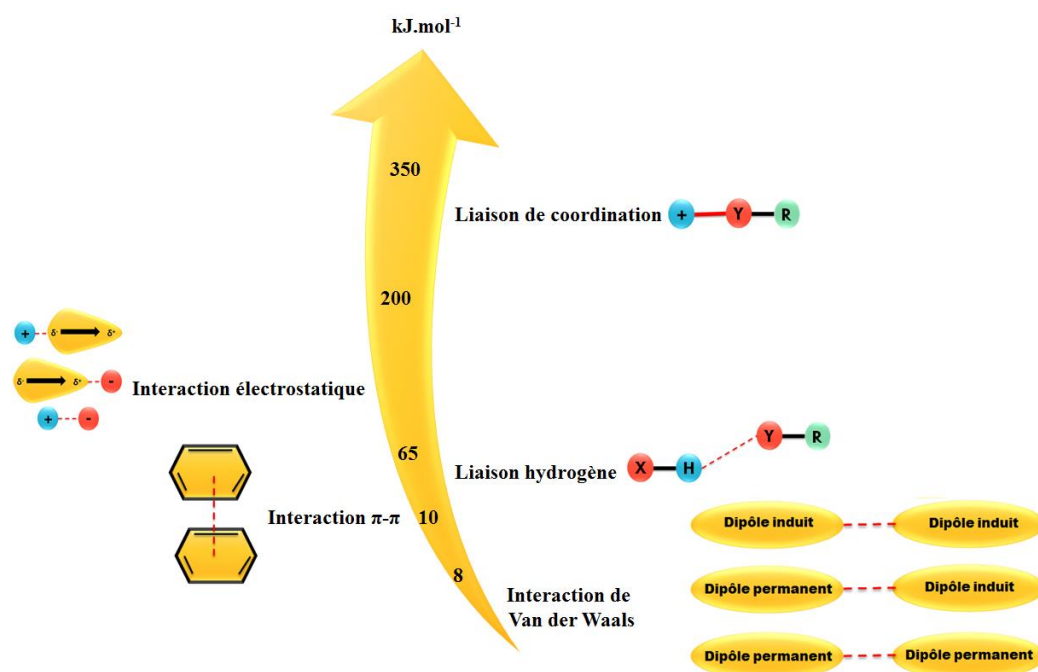 kJ.mol-1
350
Liaison de coordination
+ Y R
200
+ δ- δ+
δ- δ+ -
Interaction électrostatique
+ -
Y R
65
Liaison hydrogène
X H
Interaction π-π
10
Dipôle induit Dipôle induit
8
Dipôle permanent Dipôle induit
Interaction de
Van der Waals
Dipôle permanent Dipôle permanent